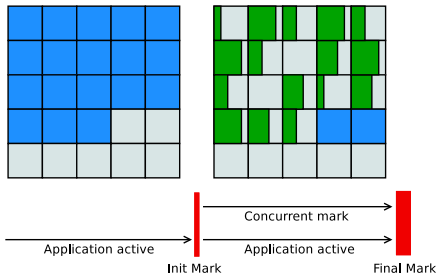 Concurrent mark
Application active
Application active
Init Mark
Final Mark